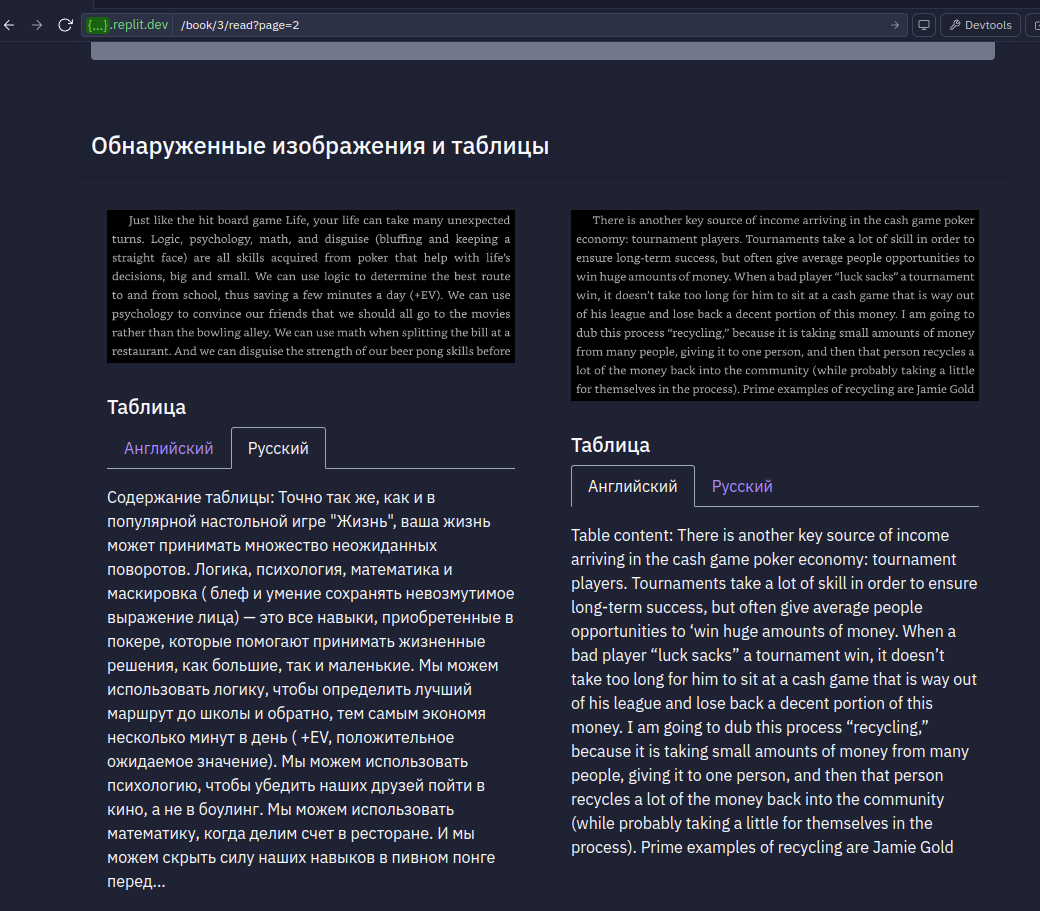 {...}.replit.dev /book/3/read?page=2 Devtools
Обнаруженные изображения и таблицы
Just like the hit board game Life, your life can take many unexpected
turns. Logic, psychology, math, and disguise (bluffing and keeping a
straight face) are all skills acquired from poker that help with life's
decisions, big and small. We can use logic to determine the best route
to and from school, thus saving a few minutes a day (+EV). We can use
psychology to convince our friends that we should all go to the movies
rather than the bowling alley. We can use math when splitting the bill at a
restaurant. And we can disguise the strength of our beer pong skills before
Таблица
Английский Русский
Содержание таблицы: Точно так же, как и в
популярной настольной игре "Жизнь", ваша жизнь
может принимать множество неожиданных
поворотов. Логика, психология, математика и
маскировка ( блеф и умение сохранять невозмутимое
выражение лица) — это все навыки, приобретенные в
покере, которые помогают принимать жизненные
решения, как большие, так и маленькие. Мы можем
использовать логику, чтобы определить лучший
маршрут до школы и обратно, тем самым экономя
несколько минут в день ( +EV, положительное
ожидаемое значение). Мы можем использовать
психологию, чтобы убедить наших друзей пойти в
кино, а не в боулинг. Мы можем использовать
математику, когда делим счет в ресторане. И мы
можем скрыть силу наших навыков в пивном понге
перед...
There is another key source of income arriving in the cash game poker
economy: tournament players. Tournaments take a lot of skill in order to
ensure long-term success, but often give average people opportunities to
win huge amounts of money. When a bad player “luck sacks” a tournament
win, it doesn’t take too long for him to sit at a cash game that is way out
of his league and lose back a decent portion of this money. I am going to
dub this process “recycling,” because it is taking small amounts of money
from many people, giving it to one person, and then that person recycles a
lot of the money back into the community (while probably taking a little
for themselves in the process). Prime examples of recycling are Jamie Gold
Таблица
Английский Русский
Table content: There is another key source of income
arriving in the cash game poker economy: tournament
players. Tournaments take a lot of skill in order to ensure
long-term success, but often give average people
opportunities to ‘win huge amounts of money. When a
bad player “luck sacks” a tournament win, it doesn’t
take too long for him to sit at a cash game that is way out
of his league and lose back a decent portion of this
money. I am going to dub this process “recycling,”
because it is taking small amounts of money from many
people, giving it to one person, and then that person
recycles a lot of the money back into the community
(while probably taking a little for themselves in the
process). Prime examples of recycling are Jamie Gold